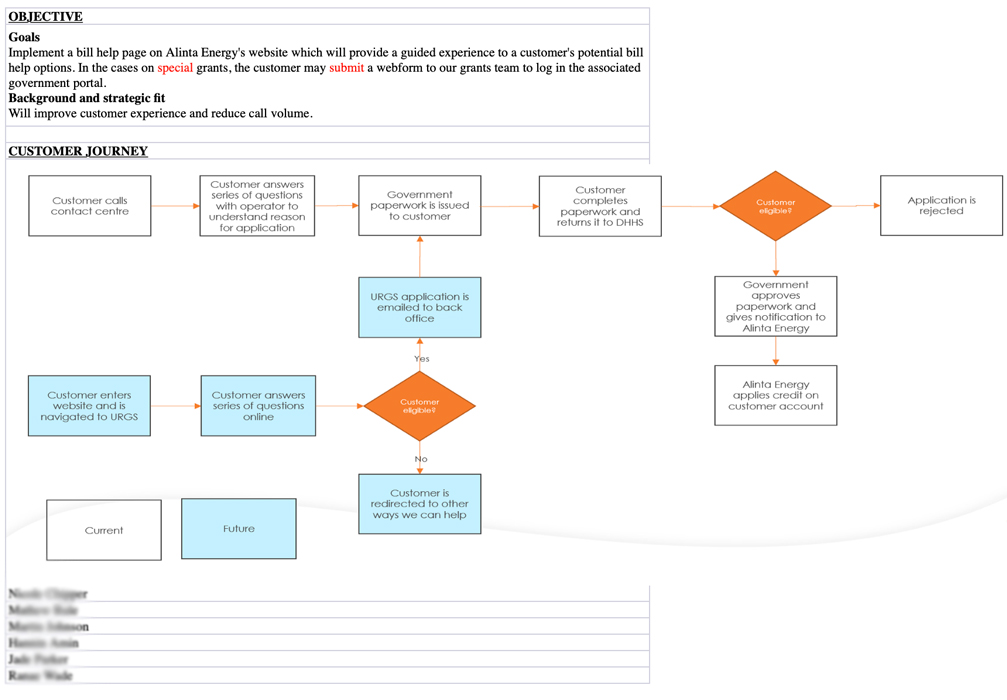 OBJECTIVE
Goals
Implement a bill help page on Alinta Energy's website which will provide a guided experience to a customer's potential bill
help options. In the cases on special grants, the customer may submit a webform to our grants team to log in the associated
government portal.
Background and strategic fit
Will improve customer experience and reduce call volume.
CUSTOMER JOURNEY
Customer calls
contact centre
Customer answers
series of questions
with operator to
understand reason
for application
Government
paperwork is issued
to customer
Customer
completes
paperwork and
returns it to DHHS
Customer
eligible?
Application is
rejected
URGS application is
emailed to back
office
Government
approves
paperwork and
gives notification to
Alinta Energy
Yes
Customer enters
website and is
navigated to URGS
Customer answers
series of questions
online
Customer
eligible?
Alinta Energy
applies credit on
customer account
No
Customer is
redirected to other
ways we can help
Current
Future